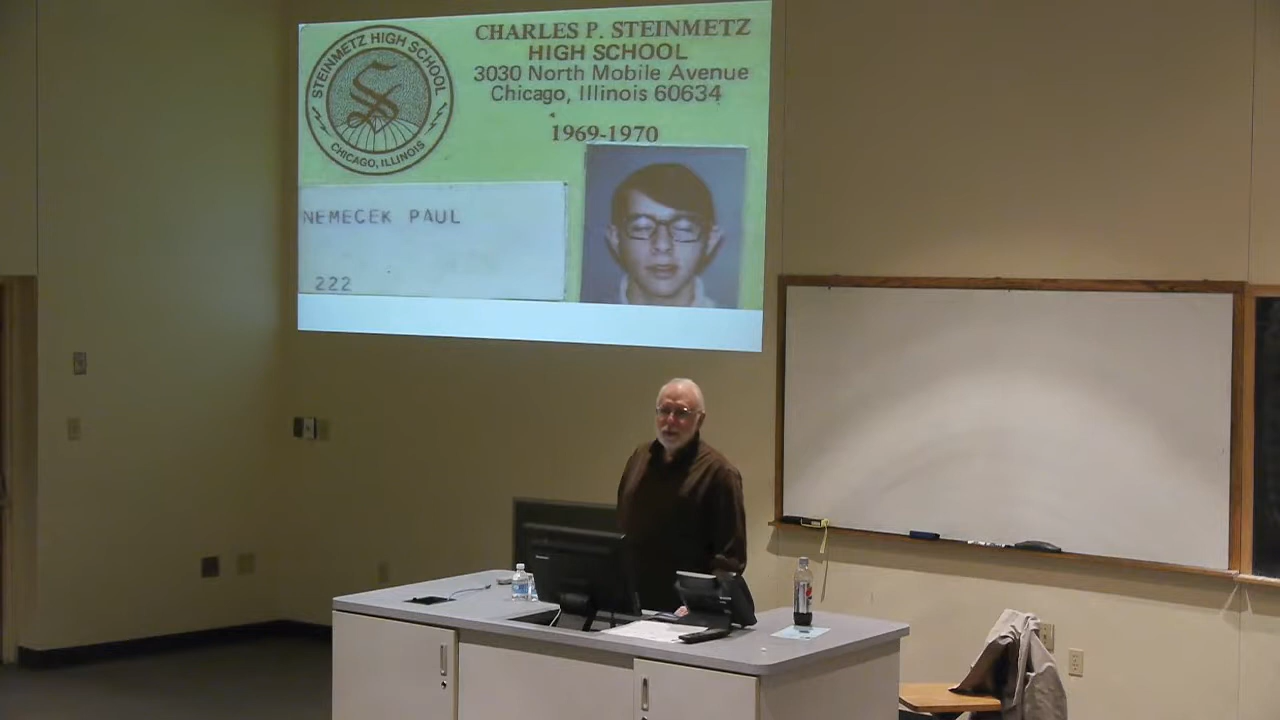 STEINMETZ HIGH SCHOOL
S
CHICAGO, ILLINOIS
CHARLES P. STEINMETZ
HIGH SCHOOL
3030 North Mobile Avenue
Chicago, Illinois 60634
1969-1970
NEMECEK PAUL
222